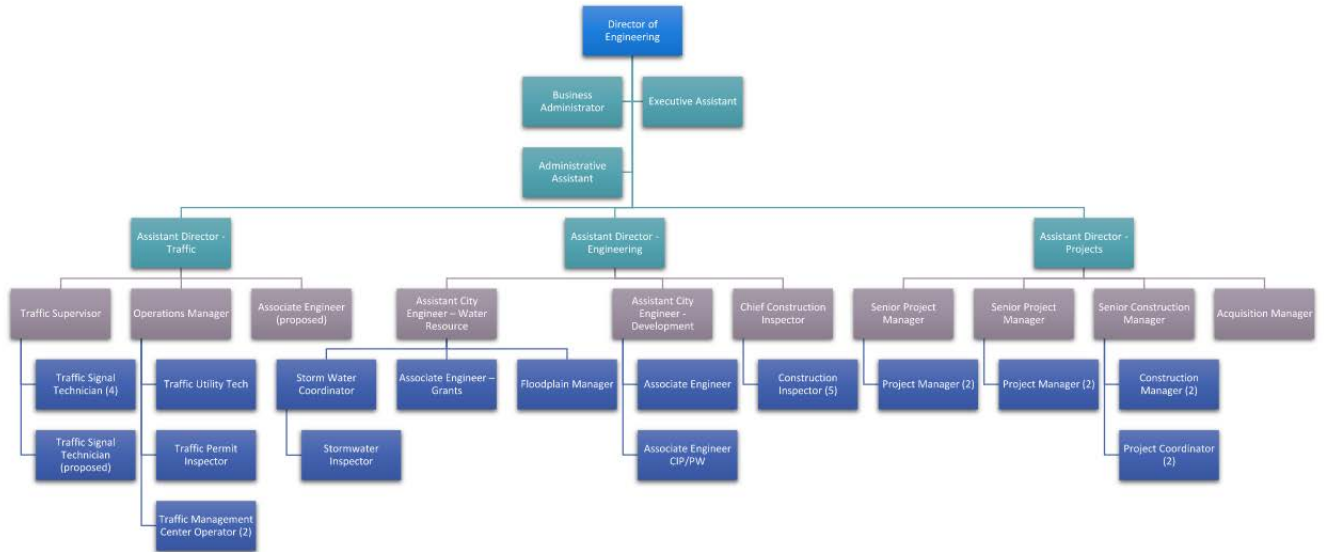 Director of
Engineering
Business
Administrator
Executive Assistant
Administrative
Assistant
Assistant Director -
Traffic
Assistant Director -
Engineering
Assistant Director -
Projects
Traffic Supervisor
Operations Manager
Associate Engineer
(proposed)
Assistant City
Engineer – Water
Resource
Assistant City
Engineer -
Development
Chief Construction
Inspector
Senior Project
Manager
Senior Project
Manager
Senior Construction
Manager
Acquisition Manager
Traffic Signal
Technician (4)
Traffic Utility Tech
Storm Water
Coordinator
Associate Engineer –
Grants
Floodplain Manager
Associate Engineer
Construction
Inspector (5)
Project Manager (2)
Project Manager (2)
Construction
Manager (2)
Traffic Signal
Technician
(proposed)
Traffic Permit
Inspector
Stormwater
Inspector
Associate Engineer
CIP/PW
Project Coordinator
(2)
Traffic Management
Center Operator (2)